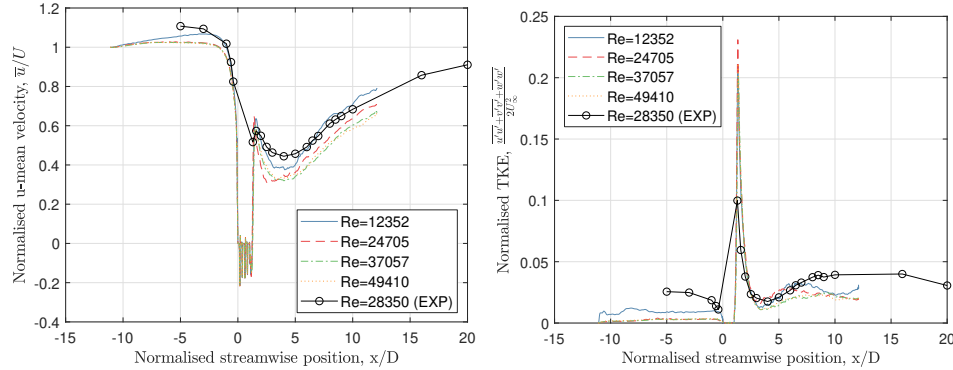 Normalised u-mean velocity, u̅/U
1.2
1
0.8
0.6
0.4
0.2
0
-0.2
-0.4
-15 -10 -5 0 5 10 15 20
Normalised streamwise position, x/D
Re=12352
Re=24705
Re=37057
Re=49410
Re=28350 (EXP)
Normalised TKE, (u'u'+v'v'+w'w')/2U²∞
0.25
0.20
0.15
0.10
0.05
0
-15 -10 -5 0 5 10 15 20
Normalised streamwise position, x/D
Re=12352
Re=24705
Re=37057
Re=49410
Re=28350 (EXP)